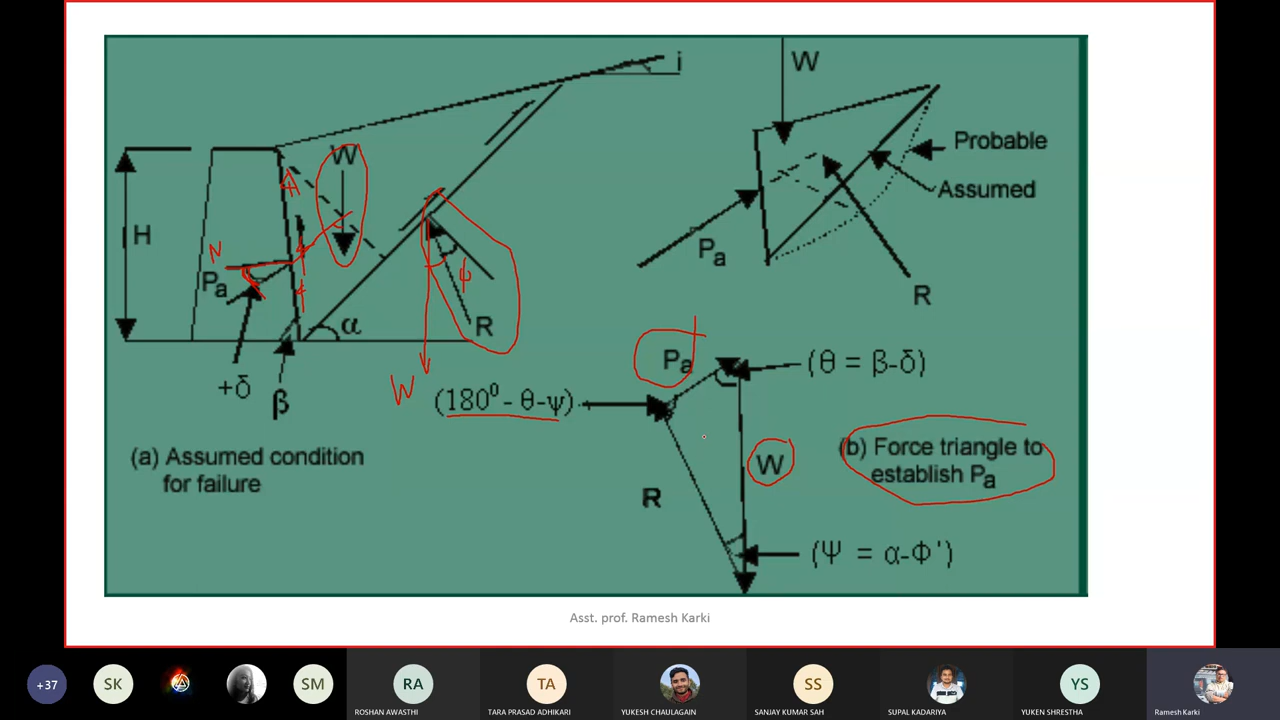 i
W
W
Probable
Assumed
H
N
Pa
Pa
α
ϕ
R
R
+δ
β
W
Pa
(θ = β-δ)
(180⁰ - θ-ψ)
(a) Assumed condition
for failure
W
R
(b) Force triangle to
establish Pa
(Ψ = α-Φ')
Asst. prof. Ramesh Karki
+37
SK
SM
RA
TA
SS
YS
ROSHAN AWASTHI
TARA PRASAD ADHIKARI
YUKESH CHAULAGAIN
SANJAY KUMAR SAH
SUPAL KADARIYA
YUKEN SHRESTHA
Ramesh Karki